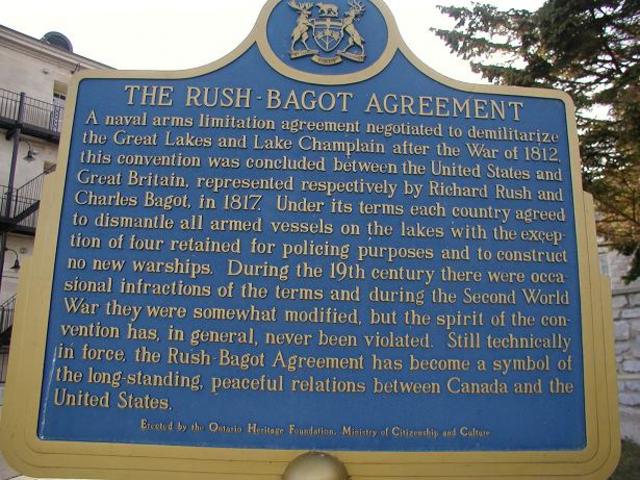 THE RUSH-BAGOT AGREEMENT
A naval arms limitation agreement negotiated to demilitarize
the Great Lakes and Lake Champlain after the War of 1812,
this convention was concluded between the United States and
Great Britain, represented respectively by Richard Rush and
Charles Bagot, in 1817. Under its terms each country agreed
to dismantle all armed vessels on the lakes with the excep-
tion of four retained for policing purposes and to construct
no new warships. During the 19th century there were occa-
sional infractions of the terms and during the Second World
War they were somewhat modified, but the spirit of the con-
vention has, in general, never been violated. Still technically
in force, the Rush-Bagot Agreement has become a symbol of
the long-standing, peaceful relations between Canada and the
United States.
Erected by the Ontario Heritage Foundation, Ministry of Citizenship and Culture